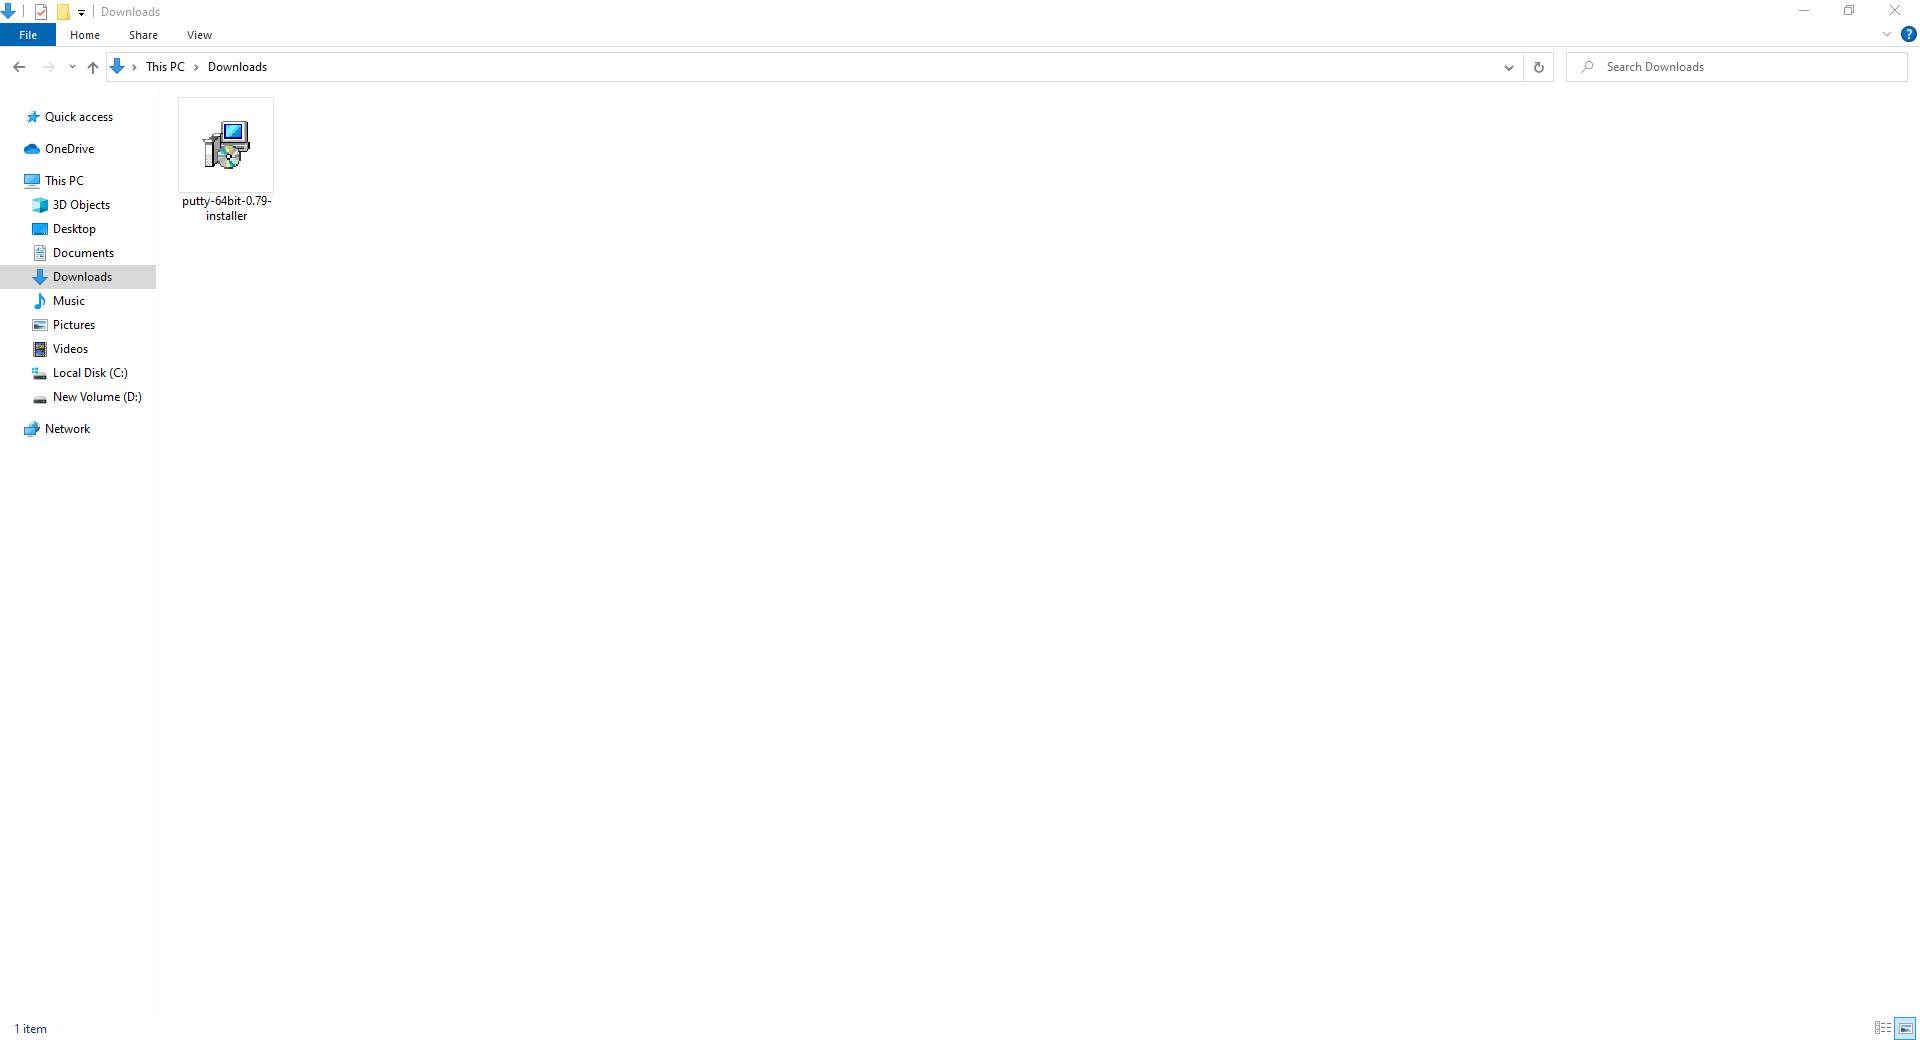 Downloads
File Home Share View
This PC Downloads
Search Downloads
Quick access
OneDrive
This PC
3D Objects
Desktop
Documents
Downloads
Music
Pictures
Videos
Local Disk (C:)
New Volume (D:)
Network
putty-64bit-0.79-
installer
1 item